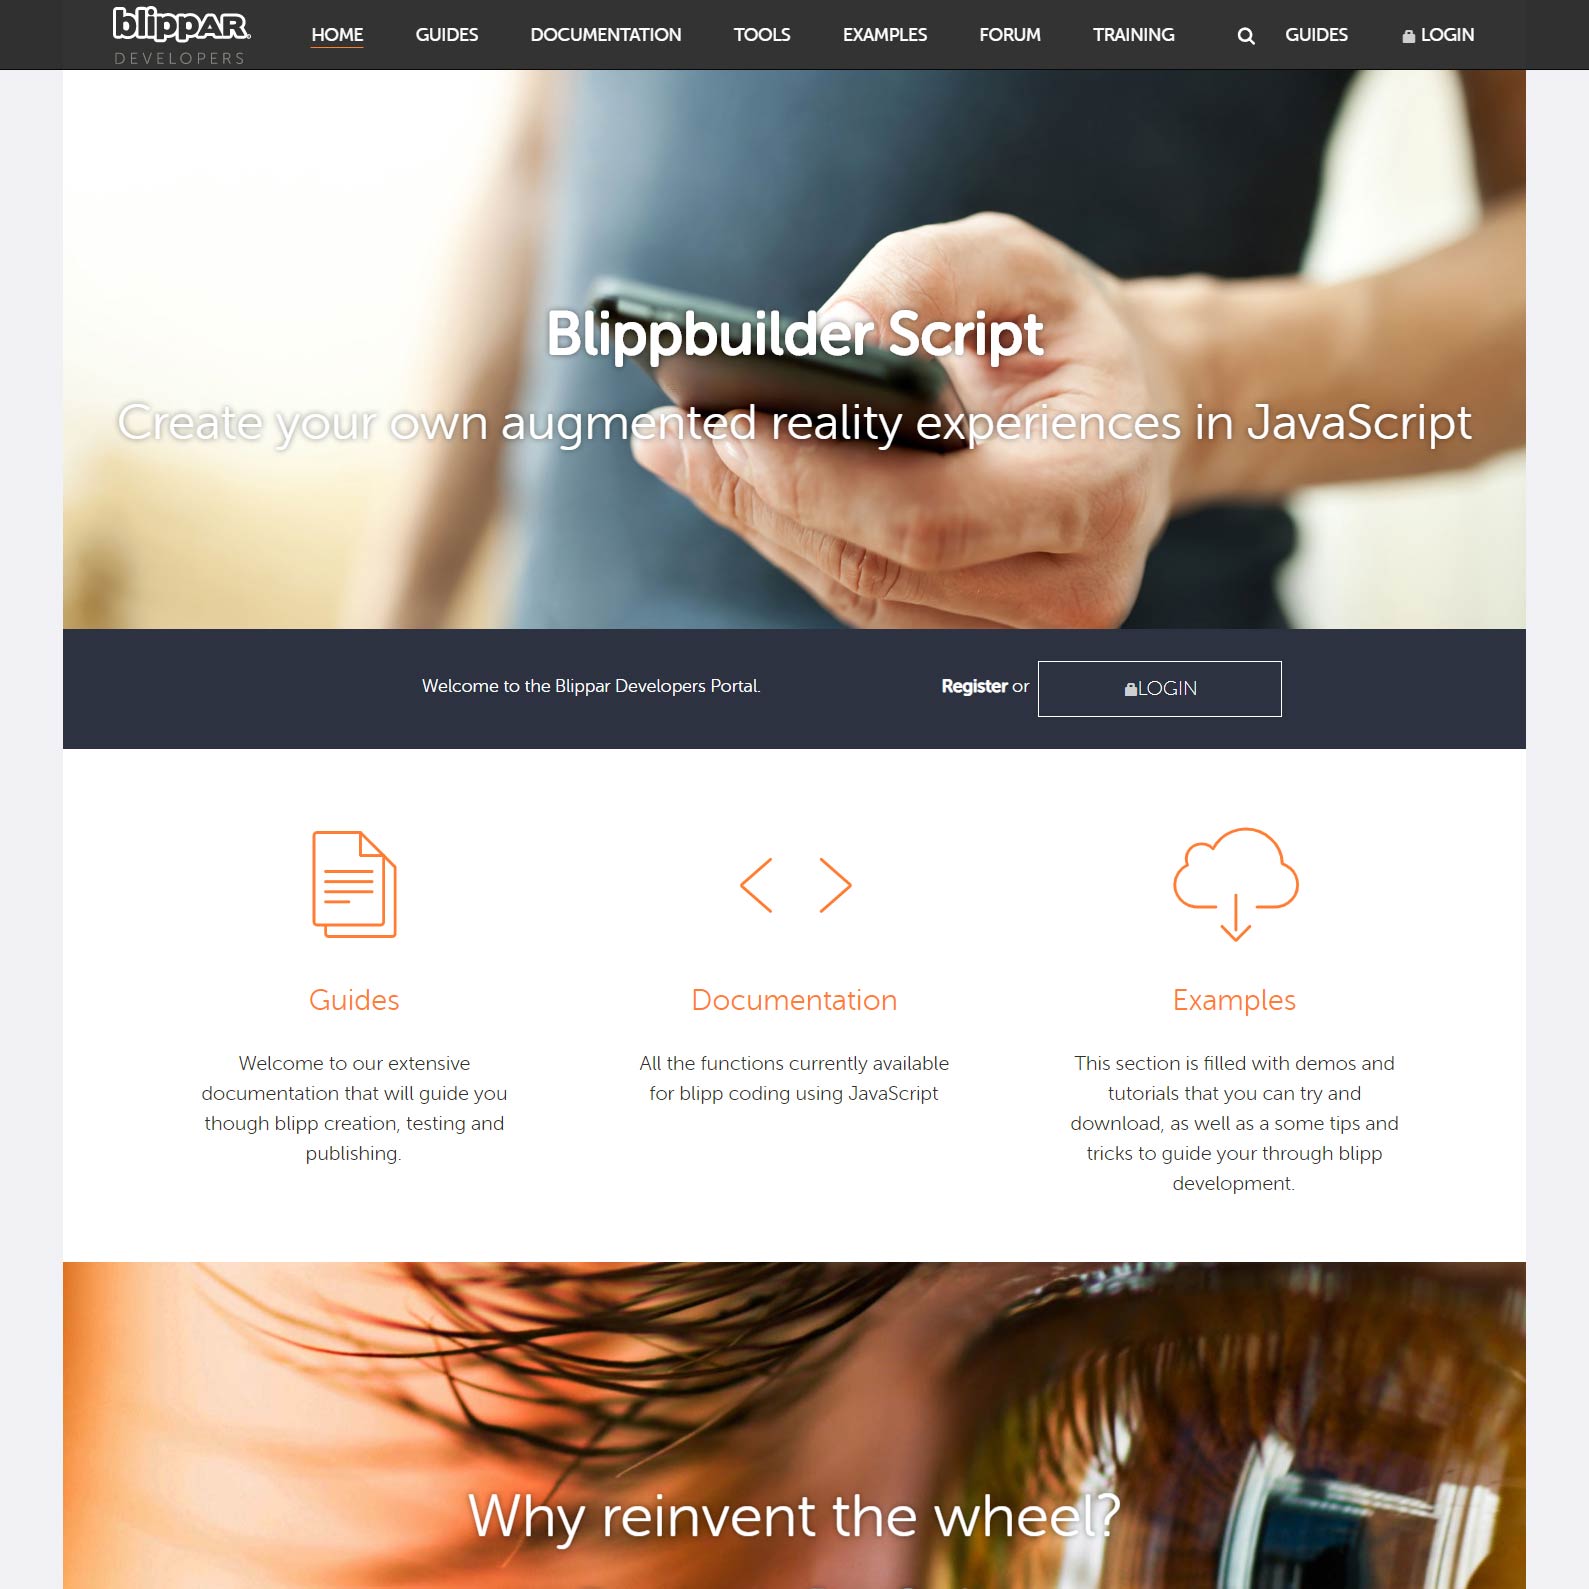 blippAR
DEVELOPERS
HOME GUIDES DOCUMENTATION TOOLS EXAMPLES FORUM TRAINING GUIDES LOGIN
Blippbuilder Script
Create your own augmented reality experiences in JavaScript
Welcome to the Blippar Developers Portal. Register or LOGIN
Guides
Welcome to our extensive
documentation that will guide you
though blipp creation, testing and
publishing.
Documentation
All the functions currently available
for blipp coding using JavaScript
Examples
This section is filled with demos and
tutorials that you can try and
download, as well as a some tips and
tricks to guide your through blipp
development.
Why reinvent the wheel?